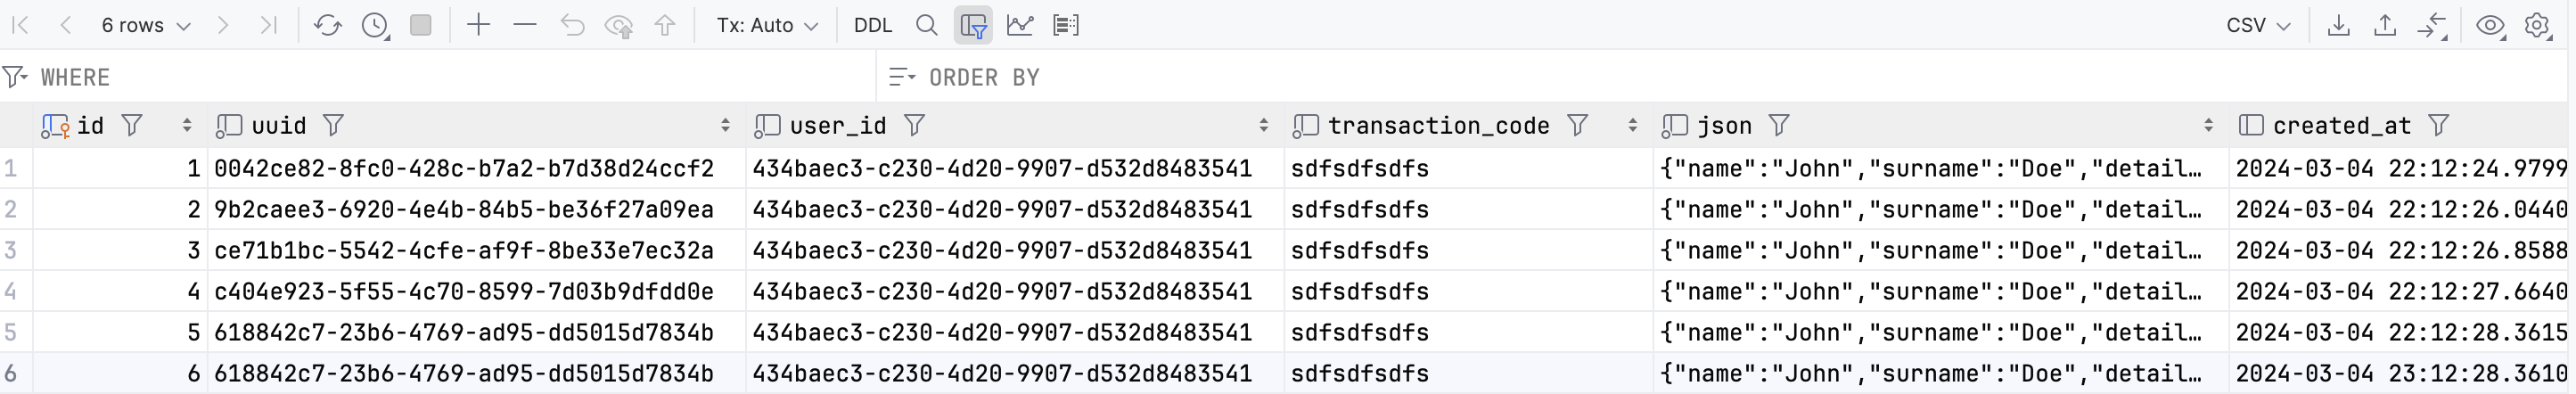 6 rows Tx: Auto DDL CSV
WHERE ORDER BY
id uuid user_id transaction_code json created_at
1 1 0042ce82-8fc0-428c-b7a2-b7d38d24ccf2 434baec3-c230-4d20-9907-d532d8483541 sdfsdfsdfs {"name":"John","surname":"Doe","detail… 2024-03-04 22:12:24.9799
2 2 9b2caee3-6920-4e4b-84b5-be36f27a09ea 434baec3-c230-4d20-9907-d532d8483541 sdfsdfsdfs {"name":"John","surname":"Doe","detail… 2024-03-04 22:12:26.0440
3 3 ce71b1bc-5542-4cfe-af9f-8be33e7ec32a 434baec3-c230-4d20-9907-d532d8483541 sdfsdfsdfs {"name":"John","surname":"Doe","detail… 2024-03-04 22:12:26.8588
4 4 c404e923-5f55-4c70-8599-7d03b9dfdd0e 434baec3-c230-4d20-9907-d532d8483541 sdfsdfsdfs {"name":"John","surname":"Doe","detail… 2024-03-04 22:12:27.6640
5 5 618842c7-23b6-4769-ad95-dd5015d7834b 434baec3-c230-4d20-9907-d532d8483541 sdfsdfsdfs {"name":"John","surname":"Doe","detail… 2024-03-04 22:12:28.3615
6 6 618842c7-23b6-4769-ad95-dd5015d7834b 434baec3-c230-4d20-9907-d532d8483541 sdfsdfsdfs {"name":"John","surname":"Doe","detail… 2024-03-04 23:12:28.3610